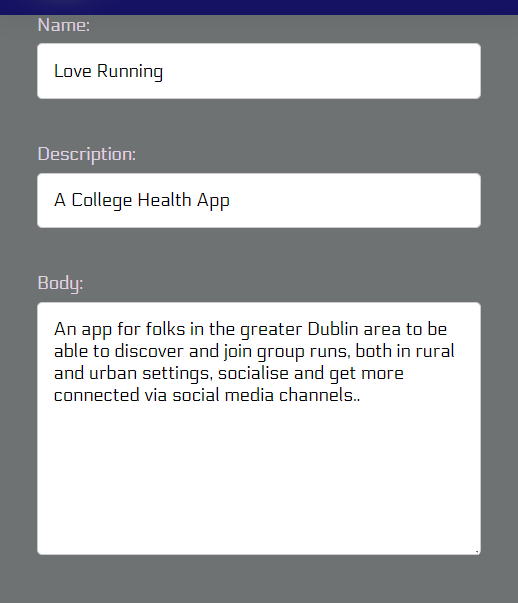 Name:
Love Running
Description:
A College Health App
Body:
An app for folks in the greater Dublin area to be
able to discover and join group runs, both in rural
and urban settings, socialise and get more
connected via social media channels..